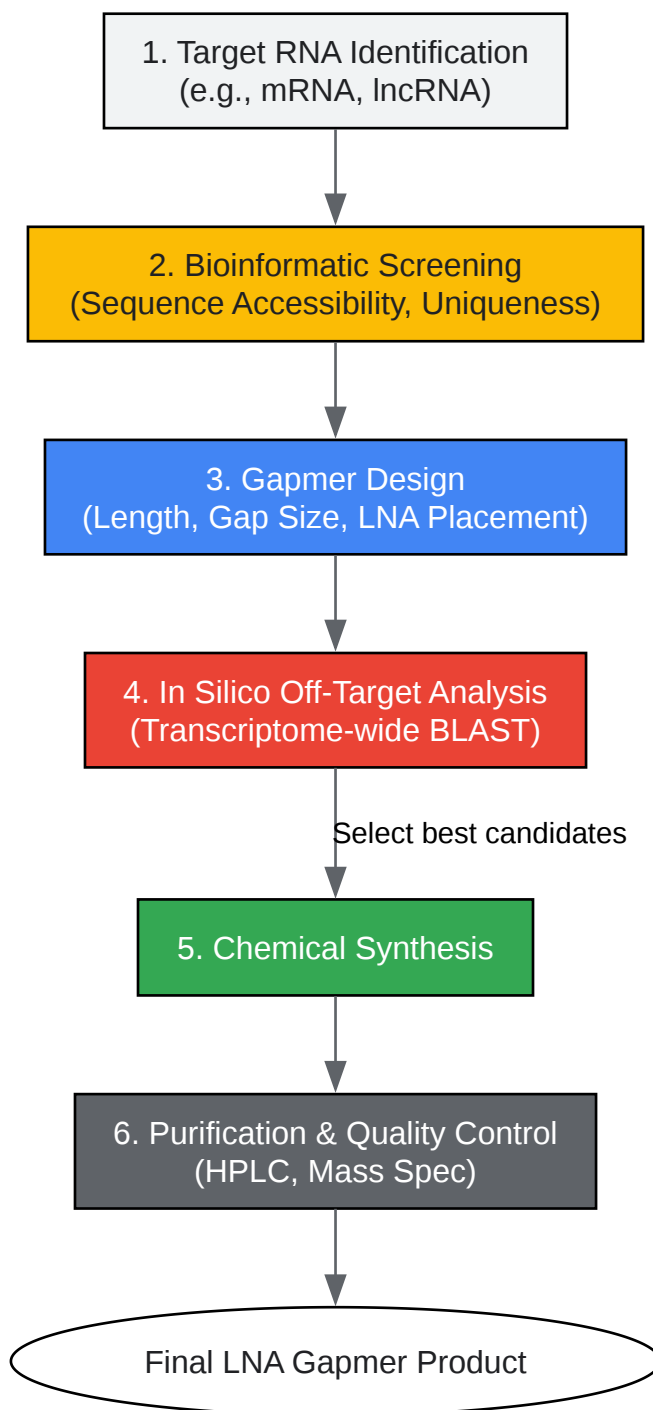 1. Target RNA Identification
(e.g., mRNA, lncRNA)
2. Bioinformatic Screening
(Sequence Accessibility, Uniqueness)
3. Gapmer Design
(Length, Gap Size, LNA Placement)
4. In Silico Off-Target Analysis
(Transcriptome-wide BLAST)
Select best candidates
5. Chemical Synthesis
6. Purification & Quality Control
(HPLC, Mass Spec)
Final LNA Gapmer Product